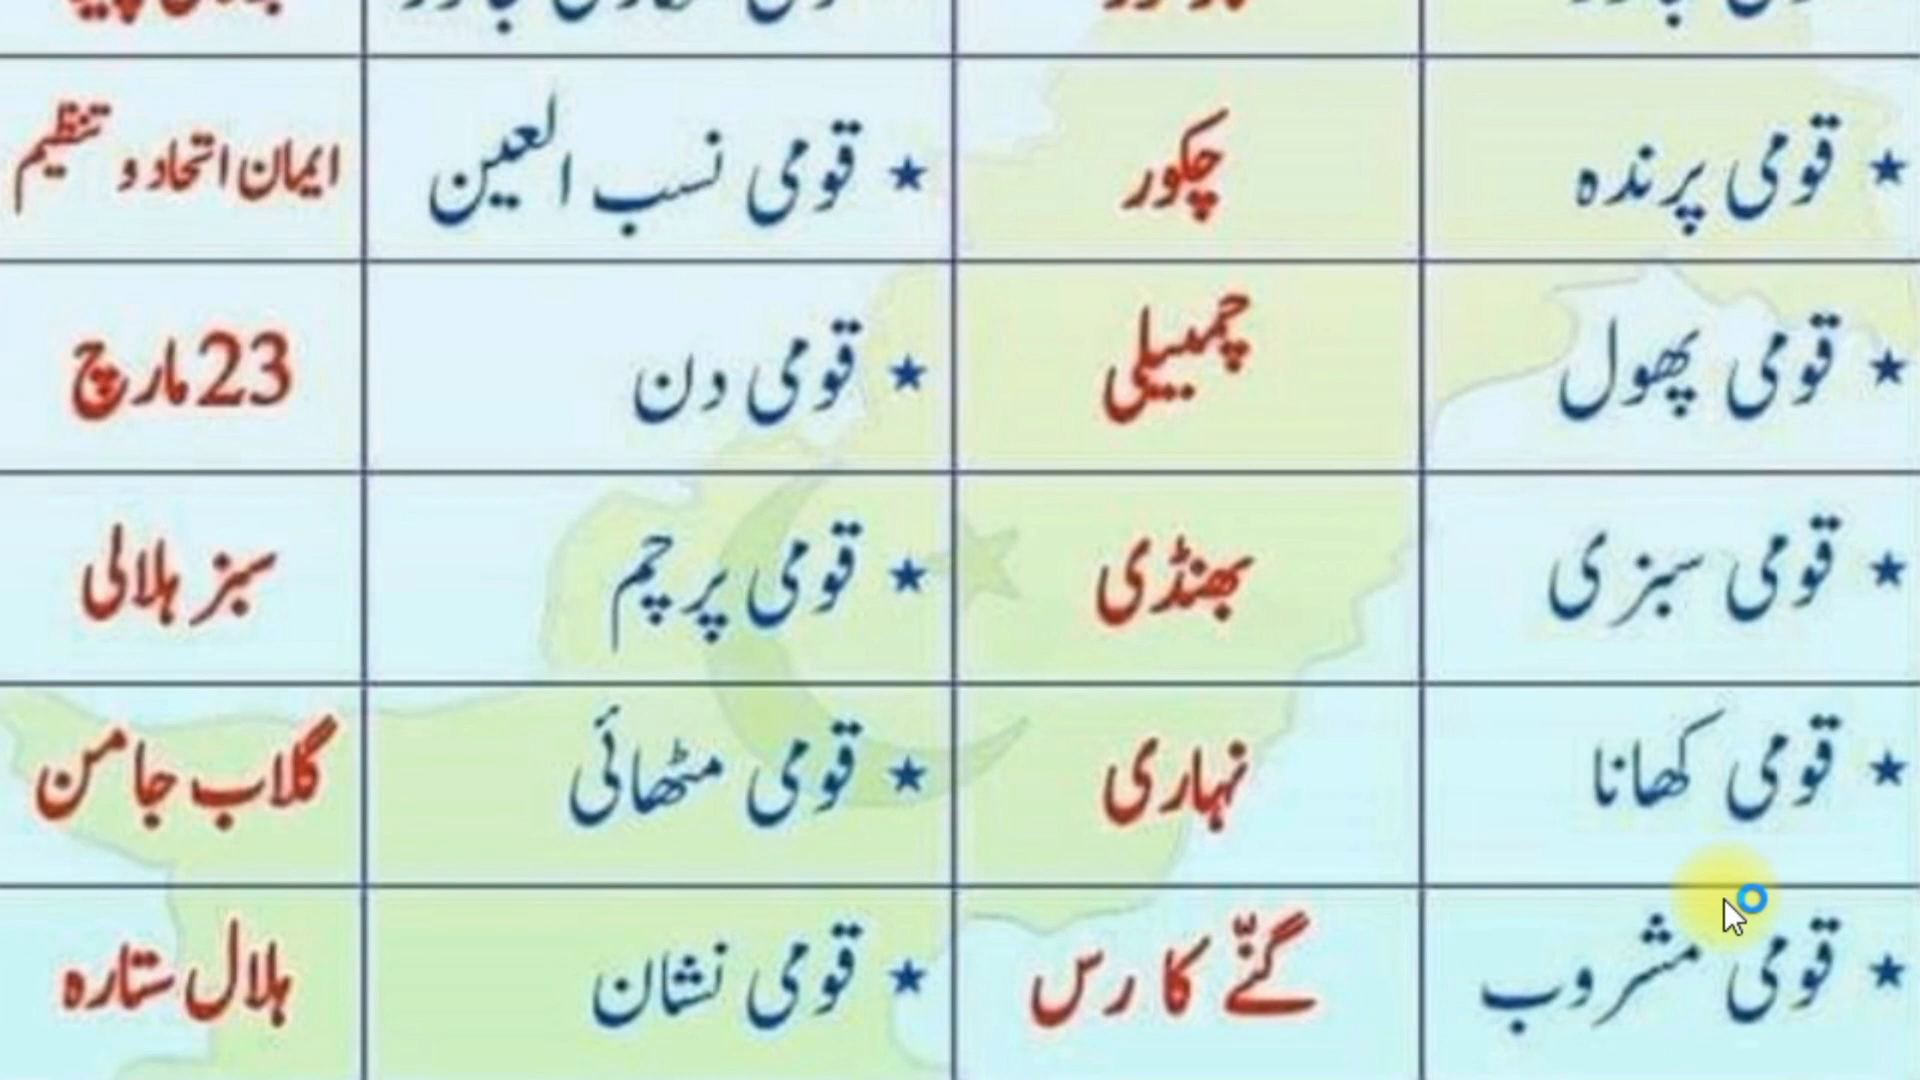 ★ قومی پرندہ چکور ★ قومی نسب العین ایمان اتحاد و تنظیم
★ قومی پھول چمبیلی ★ قومی دن 23 مارچ
★ قومی سبزی بھنڈی ★ قومی پرچم سبز ہلالی
★ قومی کھانا نہاری ★ قومی مٹھائی گلاب جامن
★ قومی مشروب گنّے کا رس ★ قومی نشان ہلال ستارہ